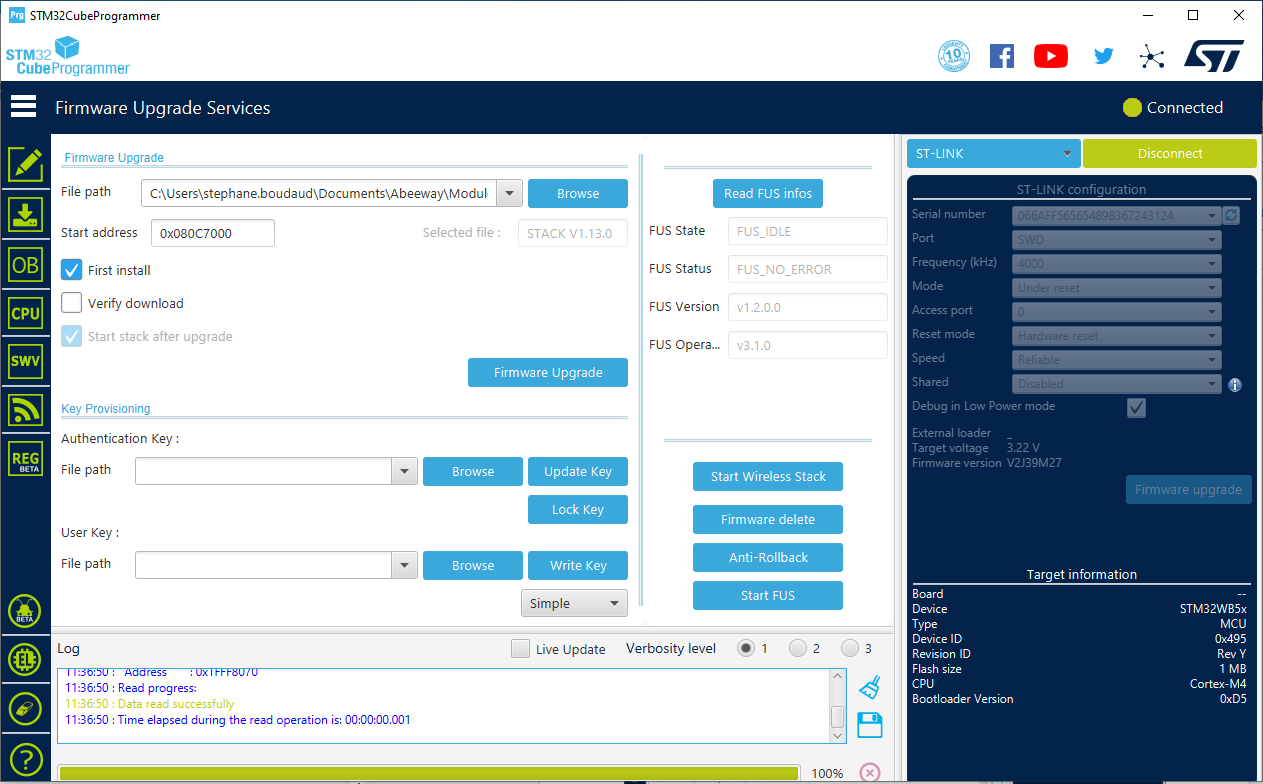 Prg STM32CubeProgrammer
STM32
CubeProgrammer
10 YEARS
ST
Firmware Upgrade Services
Connected
Firmware Upgrade
File path
C:\Users\stephane.boudaud\Documents\Abeeway\Modul
Browse
Start address
0x080C7000
Selected file :
STACK V1.13.0
First install
Verify download
Start stack after upgrade
Firmware Upgrade
Key Provisioning
Authentication Key :
File path
Browse
Update Key
Lock Key
User Key :
File path
Browse
Write Key
Simple
Read FUS infos
FUS State
FUS_IDLE
FUS Status
FUS_NO_ERROR
FUS Version
v1.2.0.0
FUS Opera...
v3.1.0
Start Wireless Stack
Firmware delete
Anti-Rollback
Start FUS
OB
CPU
SWV
REG
BETA
BETA
?
Log
Live Update
Verbosity level
1
2
3
11:36:50 : Address : 0x1FFF8070
11:36:50 : Read progress:
11:36:50 : Data read successfully
11:36:50 : Time elapsed during the read operation is: 00:00:00.001
100%
ST-LINK
Disconnect
ST-LINK configuration
Serial number
066AFF565654898367243124
Port
SWD
Frequency (kHz)
4000
Mode
Under reset
Access port
0
Reset mode
Hardware reset
Speed
Reliable
Shared
Disabled
Debug in Low Power mode
External loader _
Target voltage 3.22 V
Firmware version V2J39M27
Firmware upgrade
Target information
Board --
Device STM32WB5x
Type MCU
Device ID 0x495
Revision ID Rev Y
Flash size 1 MB
CPU Cortex-M4
Bootloader Version 0xD5